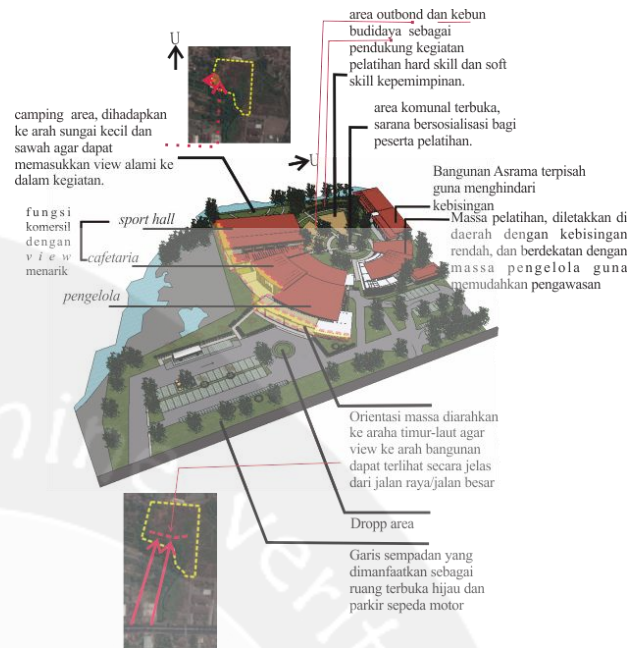 area outbond dan kebun
budidaya sebagai
pendukung kegiatan
pelatihan hard skill dan soft
skill kepemimpinan.
U
camping area, dihadapkan
ke arah sungai kecil dan
sawah agar dapat
memasukkan view alami ke
dalam kegiatan.
area komunal terbuka,
sarana bersosialisasi bagi
peserta pelatihan.
U
Bangunan Asrama terpisah
guna menghindari
kebisingan
Massa pelatihan, diletakkan di
daerah dengan kebisingan
rendah, dan berdekatan dengan
massa pengelola guna
memudahkan pengawasan
fungsi
komersil
dengan
view
menarik
sport hall
cafetaria
pengelola
Orientasi massa diarahkan
ke araha timur-laut agar
view ke arah bangunan
dapat terlihat secara jelas
dari jalan raya/jalan besar
Dropp area
Garis sempadan yang
dimanfaatkan sebagai
ruang terbuka hijau dan
parkir sepeda motor